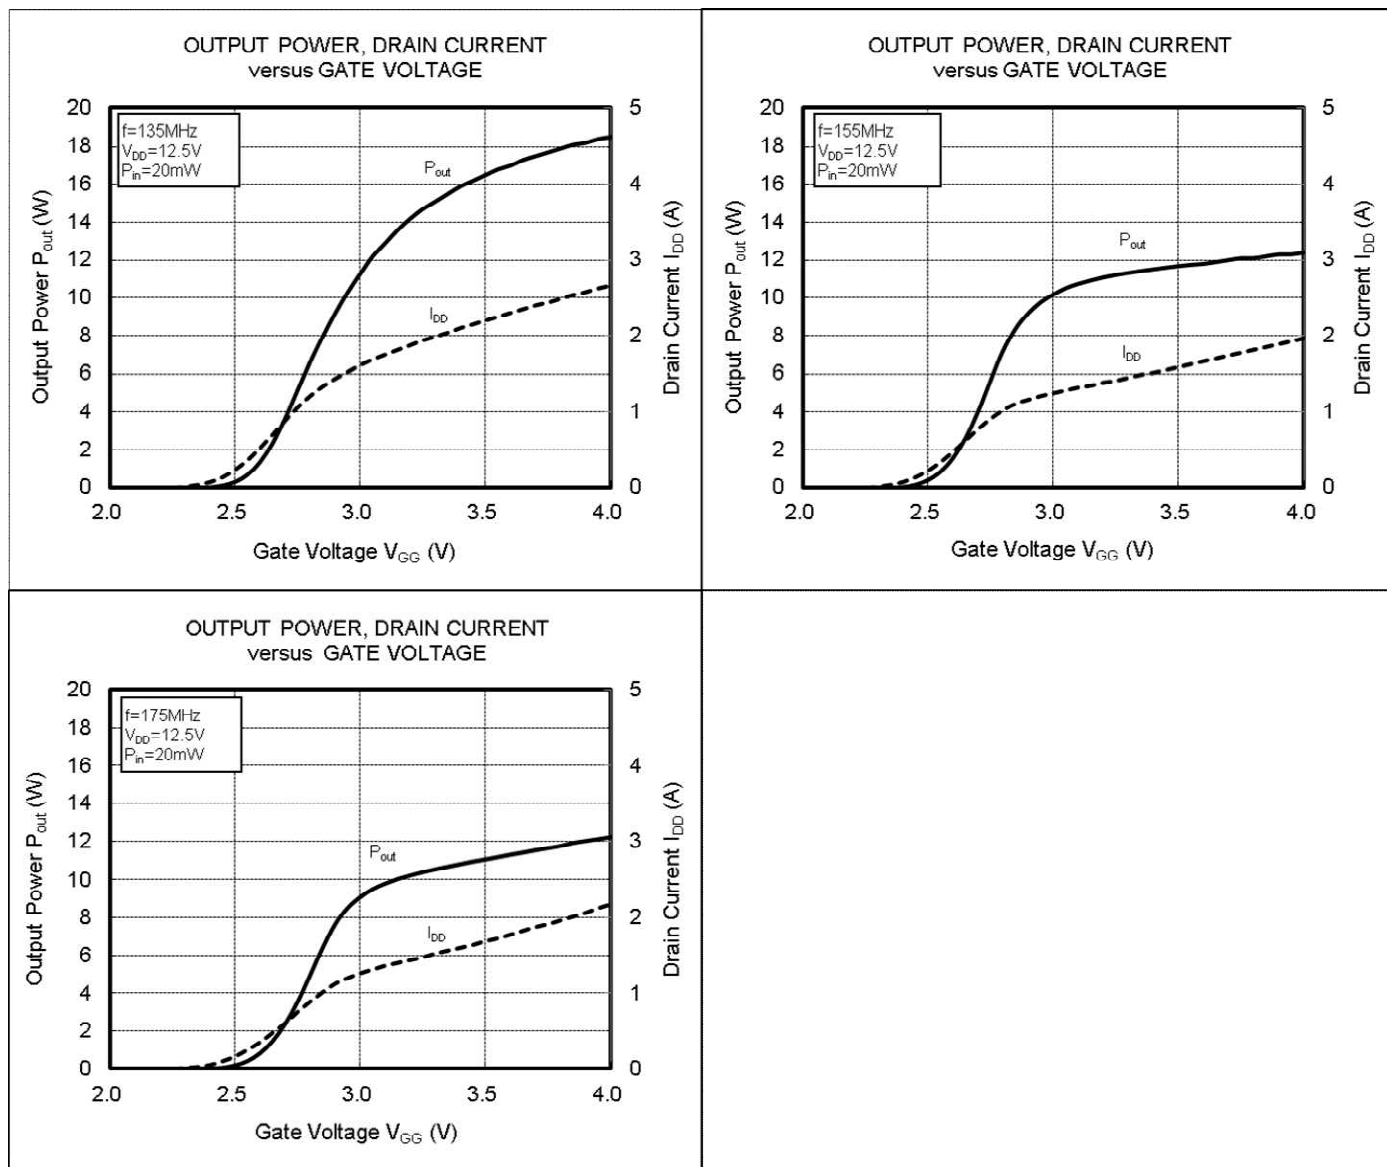 OUTPUT POWER, DRAIN CURRENT
versus GATE VOLTAGE
f=135MHz
VDD=12.5V
Pin=20mW
Pout
IDD
Output Power Pout (W)
20
18
16
14
12
10
8
6
4
2
0
Drain Current IDD (A)
5
4
3
2
1
0
2.0 2.5 3.0 3.5 4.0
Gate Voltage VGG (V)
OUTPUT POWER, DRAIN CURRENT
versus GATE VOLTAGE
f=155MHz
VDD=12.5V
Pin=20mW
Pout
IDD
Output Power Pout (W)
20
18
16
14
12
10
8
6
4
2
0
Drain Current IDD (A)
5
4
3
2
1
0
2.0 2.5 3.0 3.5 4.0
Gate Voltage VGG (V)
OUTPUT POWER, DRAIN CURRENT
versus GATE VOLTAGE
f=175MHz
VDD=12.5V
Pin=20mW
Pout
IDD
Output Power Pout (W)
20
18
16
14
12
10
8
6
4
2
0
Drain Current IDD (A)
5
4
3
2
1
0
2.0 2.5 3.0 3.5 4.0
Gate Voltage VGG (V)